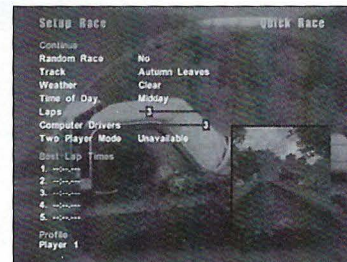 Setup Race Quick Race
Continue
Random Race No
Track Autumn Leaves
Weather Clear
Time of Day Midday
Laps 3
Computer Drivers 3
Two Player Mode Unavailable
Best Lap Times
1. --:--.---
2. --:--.---
3. --:--.---
4. --:--.---
5. --:--.---
Profile
Player 1